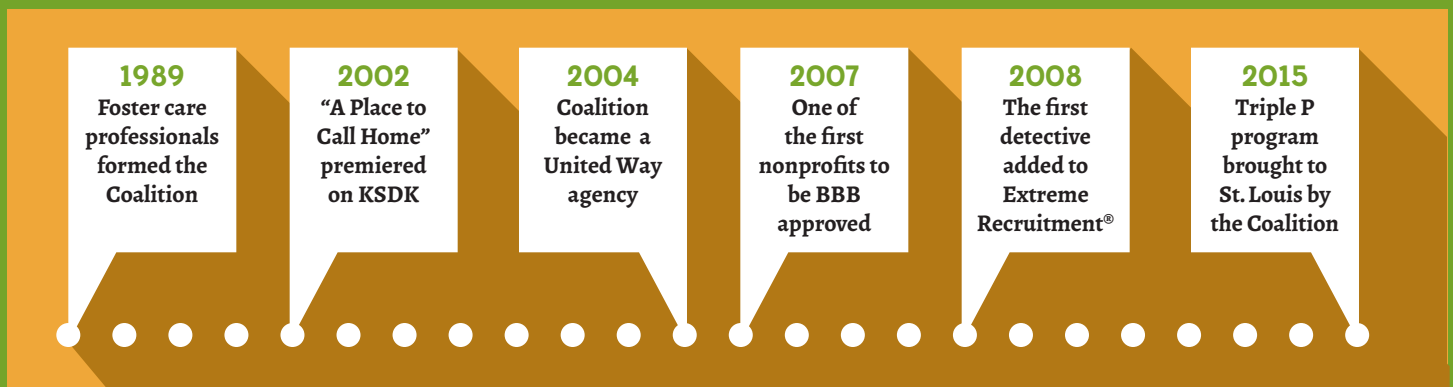 1989
Foster care
professionals
formed the
Coalition
2002
“A Place to
Call Home”
premiered
on KSDK
2004
Coalition
became a
United Way
agency
2007
One of
the first
nonprofits to
be BBB
approved
2008
The first
detective
added to
Extreme
Recruitment®
2015
Triple P
program
brought to
St. Louis by
the Coalition